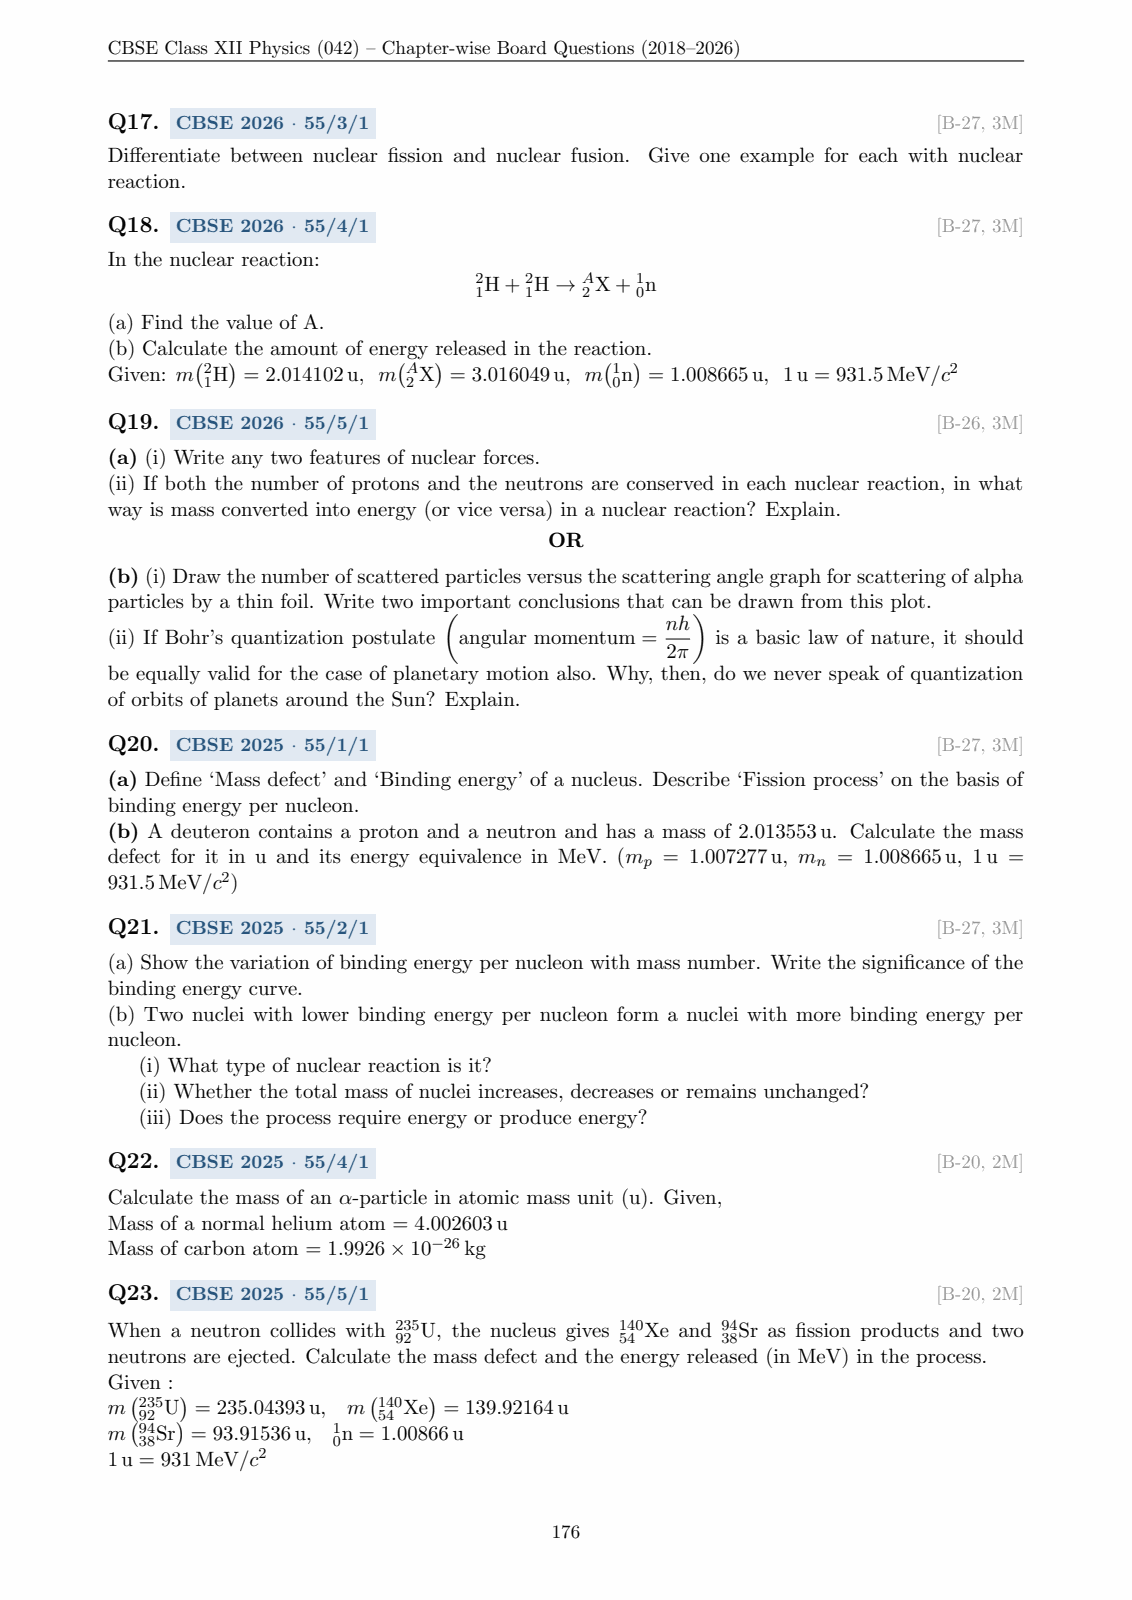 CBSE Class XII Physics (042) – Chapter-wise Board Questions (2018–2026)
Q17. CBSE 2026 · 55/3/1 [B-27, 3M]
Differentiate between nuclear fission and nuclear fusion. Give one example for each with nuclear
reaction.
Q18. CBSE 2026 · 55/4/1 [B-27, 3M]
In the nuclear reaction:
²₁H + ²₁H → ᴬ₂X + ¹₀n
(a) Find the value of A.
(b) Calculate the amount of energy released in the reaction.
Given: m(²₁H) = 2.014102 u, m(ᴬ₂X) = 3.016049 u, m(¹₀n) = 1.008665 u, 1 u = 931.5 MeV/c²
Q19. CBSE 2026 · 55/5/1 [B-26, 3M]
(a) (i) Write any two features of nuclear forces.
(ii) If both the number of protons and the neutrons are conserved in each nuclear reaction, in what
way is mass converted into energy (or vice versa) in a nuclear reaction? Explain.
OR
(b) (i) Draw the number of scattered particles versus the scattering angle graph for scattering of alpha
particles by a thin foil. Write two important conclusions that can be drawn from this plot.
(ii) If Bohr's quantization postulate (angular momentum = nh/2π) is a basic law of nature, it should
be equally valid for the case of planetary motion also. Why, then, do we never speak of quantization
of orbits of planets around the Sun? Explain.
Q20. CBSE 2025 · 55/1/1 [B-27, 3M]
(a) Define ‘Mass defect’ and ‘Binding energy’ of a nucleus. Describe ‘Fission process’ on the basis of
binding energy per nucleon.
(b) A deuteron contains a proton and a neutron and has a mass of 2.013553 u. Calculate the mass
defect for it in u and its energy equivalence in MeV. (mₚ = 1.007277 u, mₙ = 1.008665 u, 1 u =
931.5 MeV/c²)
Q21. CBSE 2025 · 55/2/1 [B-27, 3M]
(a) Show the variation of binding energy per nucleon with mass number. Write the significance of the
binding energy curve.
(b) Two nuclei with lower binding energy per nucleon form a nuclei with more binding energy per
nucleon.
(i) What type of nuclear reaction is it?
(ii) Whether the total mass of nuclei increases, decreases or remains unchanged?
(iii) Does the process require energy or produce energy?
Q22. CBSE 2025 · 55/4/1 [B-20, 2M]
Calculate the mass of an α-particle in atomic mass unit (u). Given,
Mass of a normal helium atom = 4.002603 u
Mass of carbon atom = 1.9926 × 10⁻²⁶ kg
Q23. CBSE 2025 · 55/5/1 [B-20, 2M]
When a neutron collides with ²³⁵₉₂U, the nucleus gives ¹⁴⁰₅₄Xe and ⁹⁴₃₈Sr as fission products and two
neutrons are ejected. Calculate the mass defect and the energy released (in MeV) in the process.
Given :
m (²³⁵₉₂U) = 235.04393 u, m (¹⁴⁰₅₄Xe) = 139.92164 u
m (⁹⁴₃₈Sr) = 93.91536 u, ¹₀n = 1.00866 u
1 u = 931 MeV/c²
176